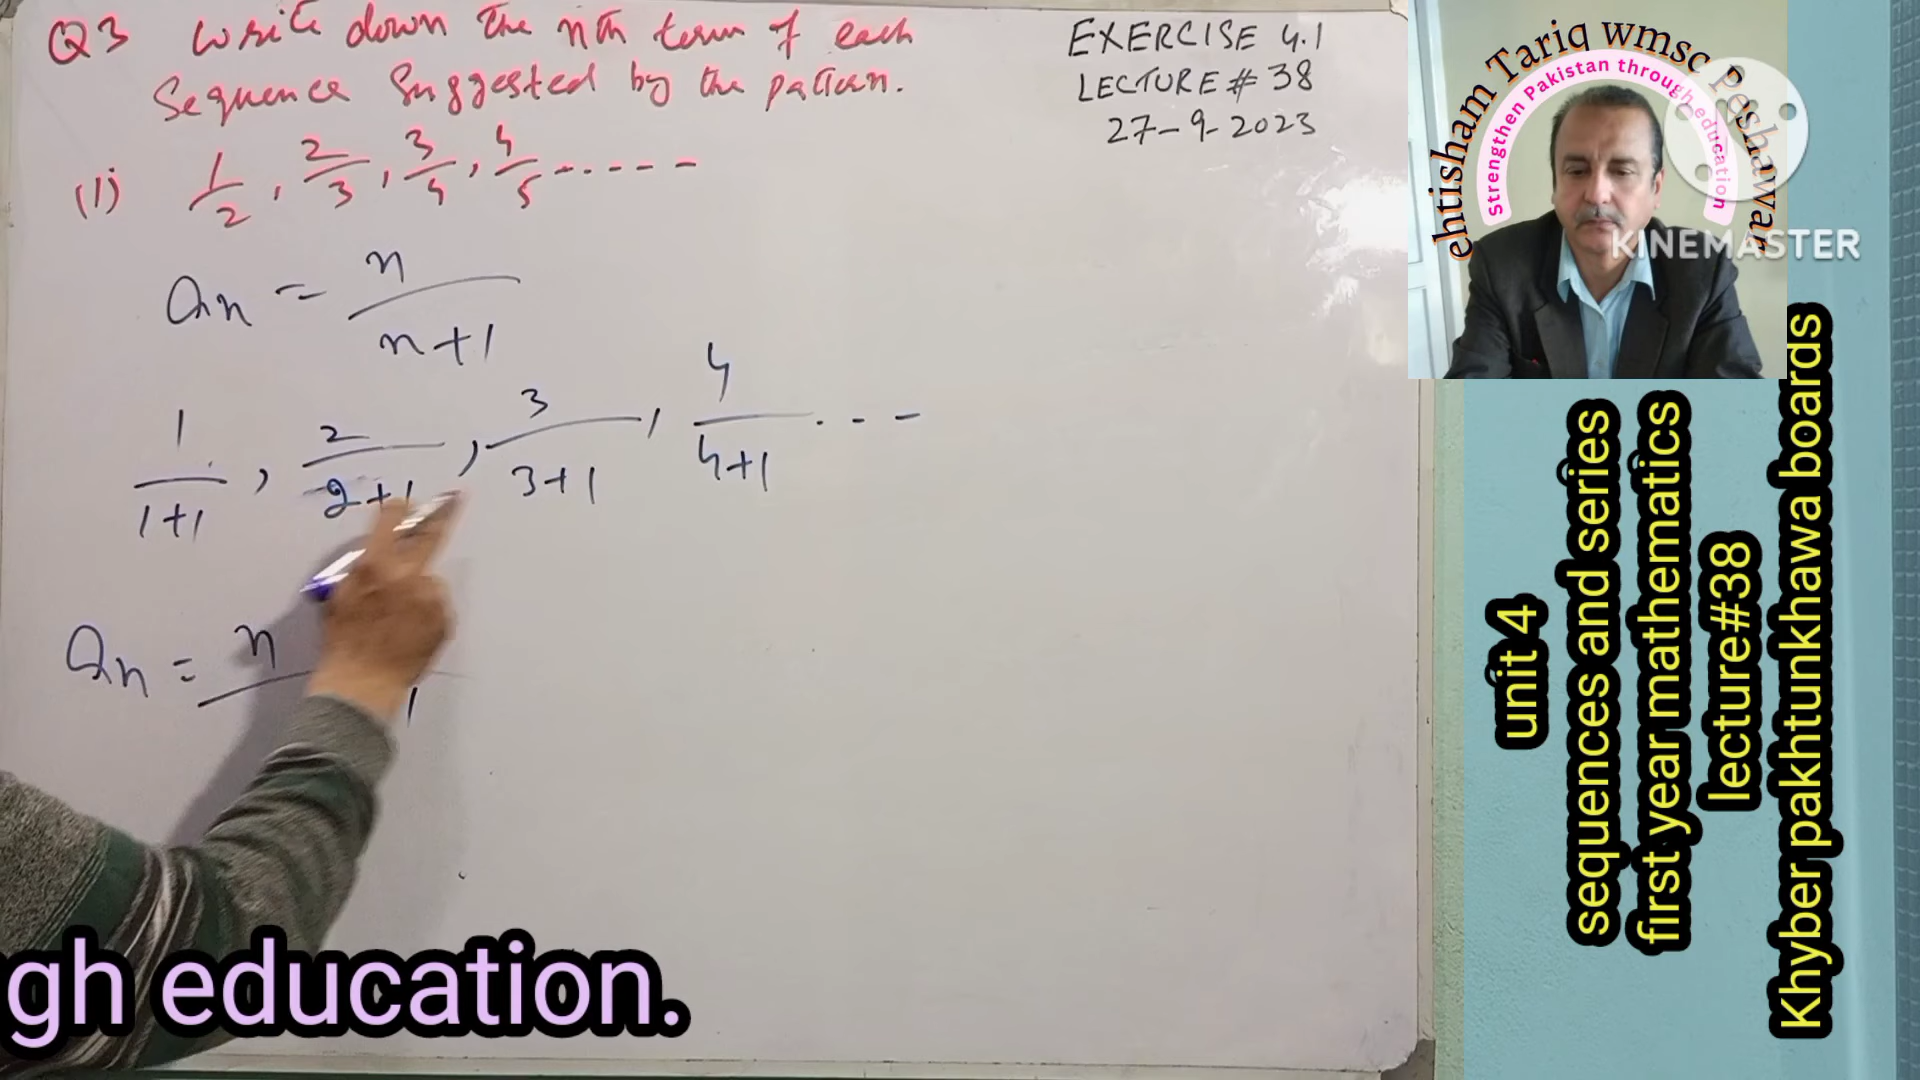 Q3 Write down the nth term of each
Sequence Suggested by the pattern.
(1) 1/2, 2/3, 3/4, 4/5 ------
an = n/n+1
1/1+1, 2/2+1, 3/3+1, 4/4+1 ---
an = n 1
EXERCISE 4.1
LECTURE # 38
27-9-2023
ehtisham Tariq wmsc Peshawar
Strengthen Pakistan through education
KINEMASTER
unit 4
sequences and series
first year mathematics
lecture#38
Khyber pakhtunkhawa boards
gh education.